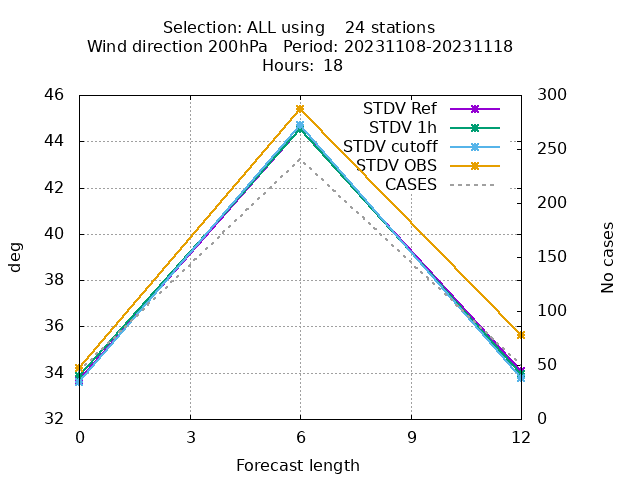 Selection: ALL using    24 stations
Wind direction 200hPa   Period: 20231108-20231118
Hours: 18
46
44
42
40
38
36
34
32
deg
STDV Ref
STDV 1h
STDV cutoff
STDV OBS
CASES
300
250
200
150
100
50
0
No cases
0 3 6 9 12
Forecast length